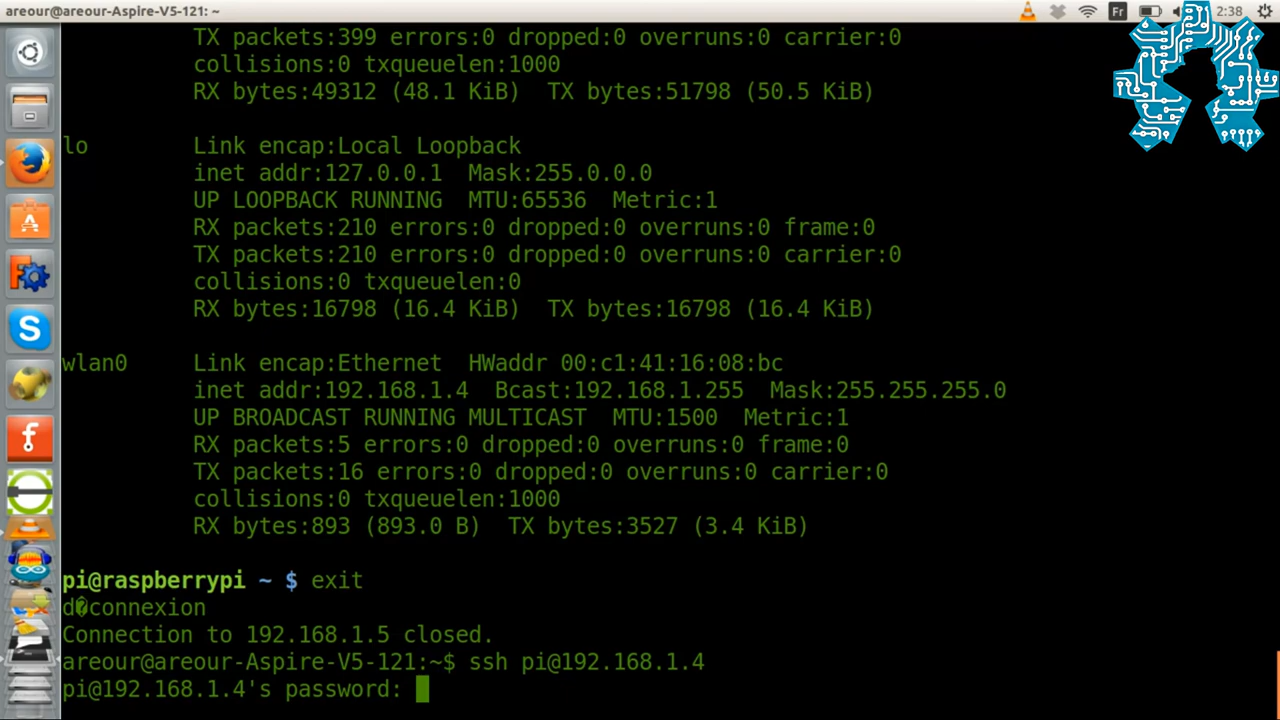 areour@areour-Aspire-V5-121: ~
Fr
2:38
TX packets:399 errors:0 dropped:0 overruns:0 carrier:0
collisions:0 txqueuelen:1000
RX bytes:49312 (48.1 KiB)  TX bytes:51798 (50.5 KiB)
lo        Link encap:Local Loopback
inet addr:127.0.0.1  Mask:255.0.0.0
UP LOOPBACK RUNNING  MTU:65536  Metric:1
RX packets:210 errors:0 dropped:0 overruns:0 frame:0
TX packets:210 errors:0 dropped:0 overruns:0 carrier:0
collisions:0 txqueuelen:0
RX bytes:16798 (16.4 KiB)  TX bytes:16798 (16.4 KiB)
wlan0     Link encap:Ethernet  HWaddr 00:c1:41:16:08:bc
inet addr:192.168.1.4  Bcast:192.168.1.255  Mask:255.255.255.0
UP BROADCAST RUNNING MULTICAST  MTU:1500  Metric:1
RX packets:5 errors:0 dropped:0 overruns:0 frame:0
TX packets:16 errors:0 dropped:0 overruns:0 carrier:0
collisions:0 txqueuelen:1000
RX bytes:893 (893.0 B)  TX bytes:3527 (3.4 KiB)
pi@raspberrypi ~ $ exit
d�connexion
Connection to 192.168.1.5 closed.
areour@areour-Aspire-V5-121:~$ ssh pi@192.168.1.4
pi@192.168.1.4's password: